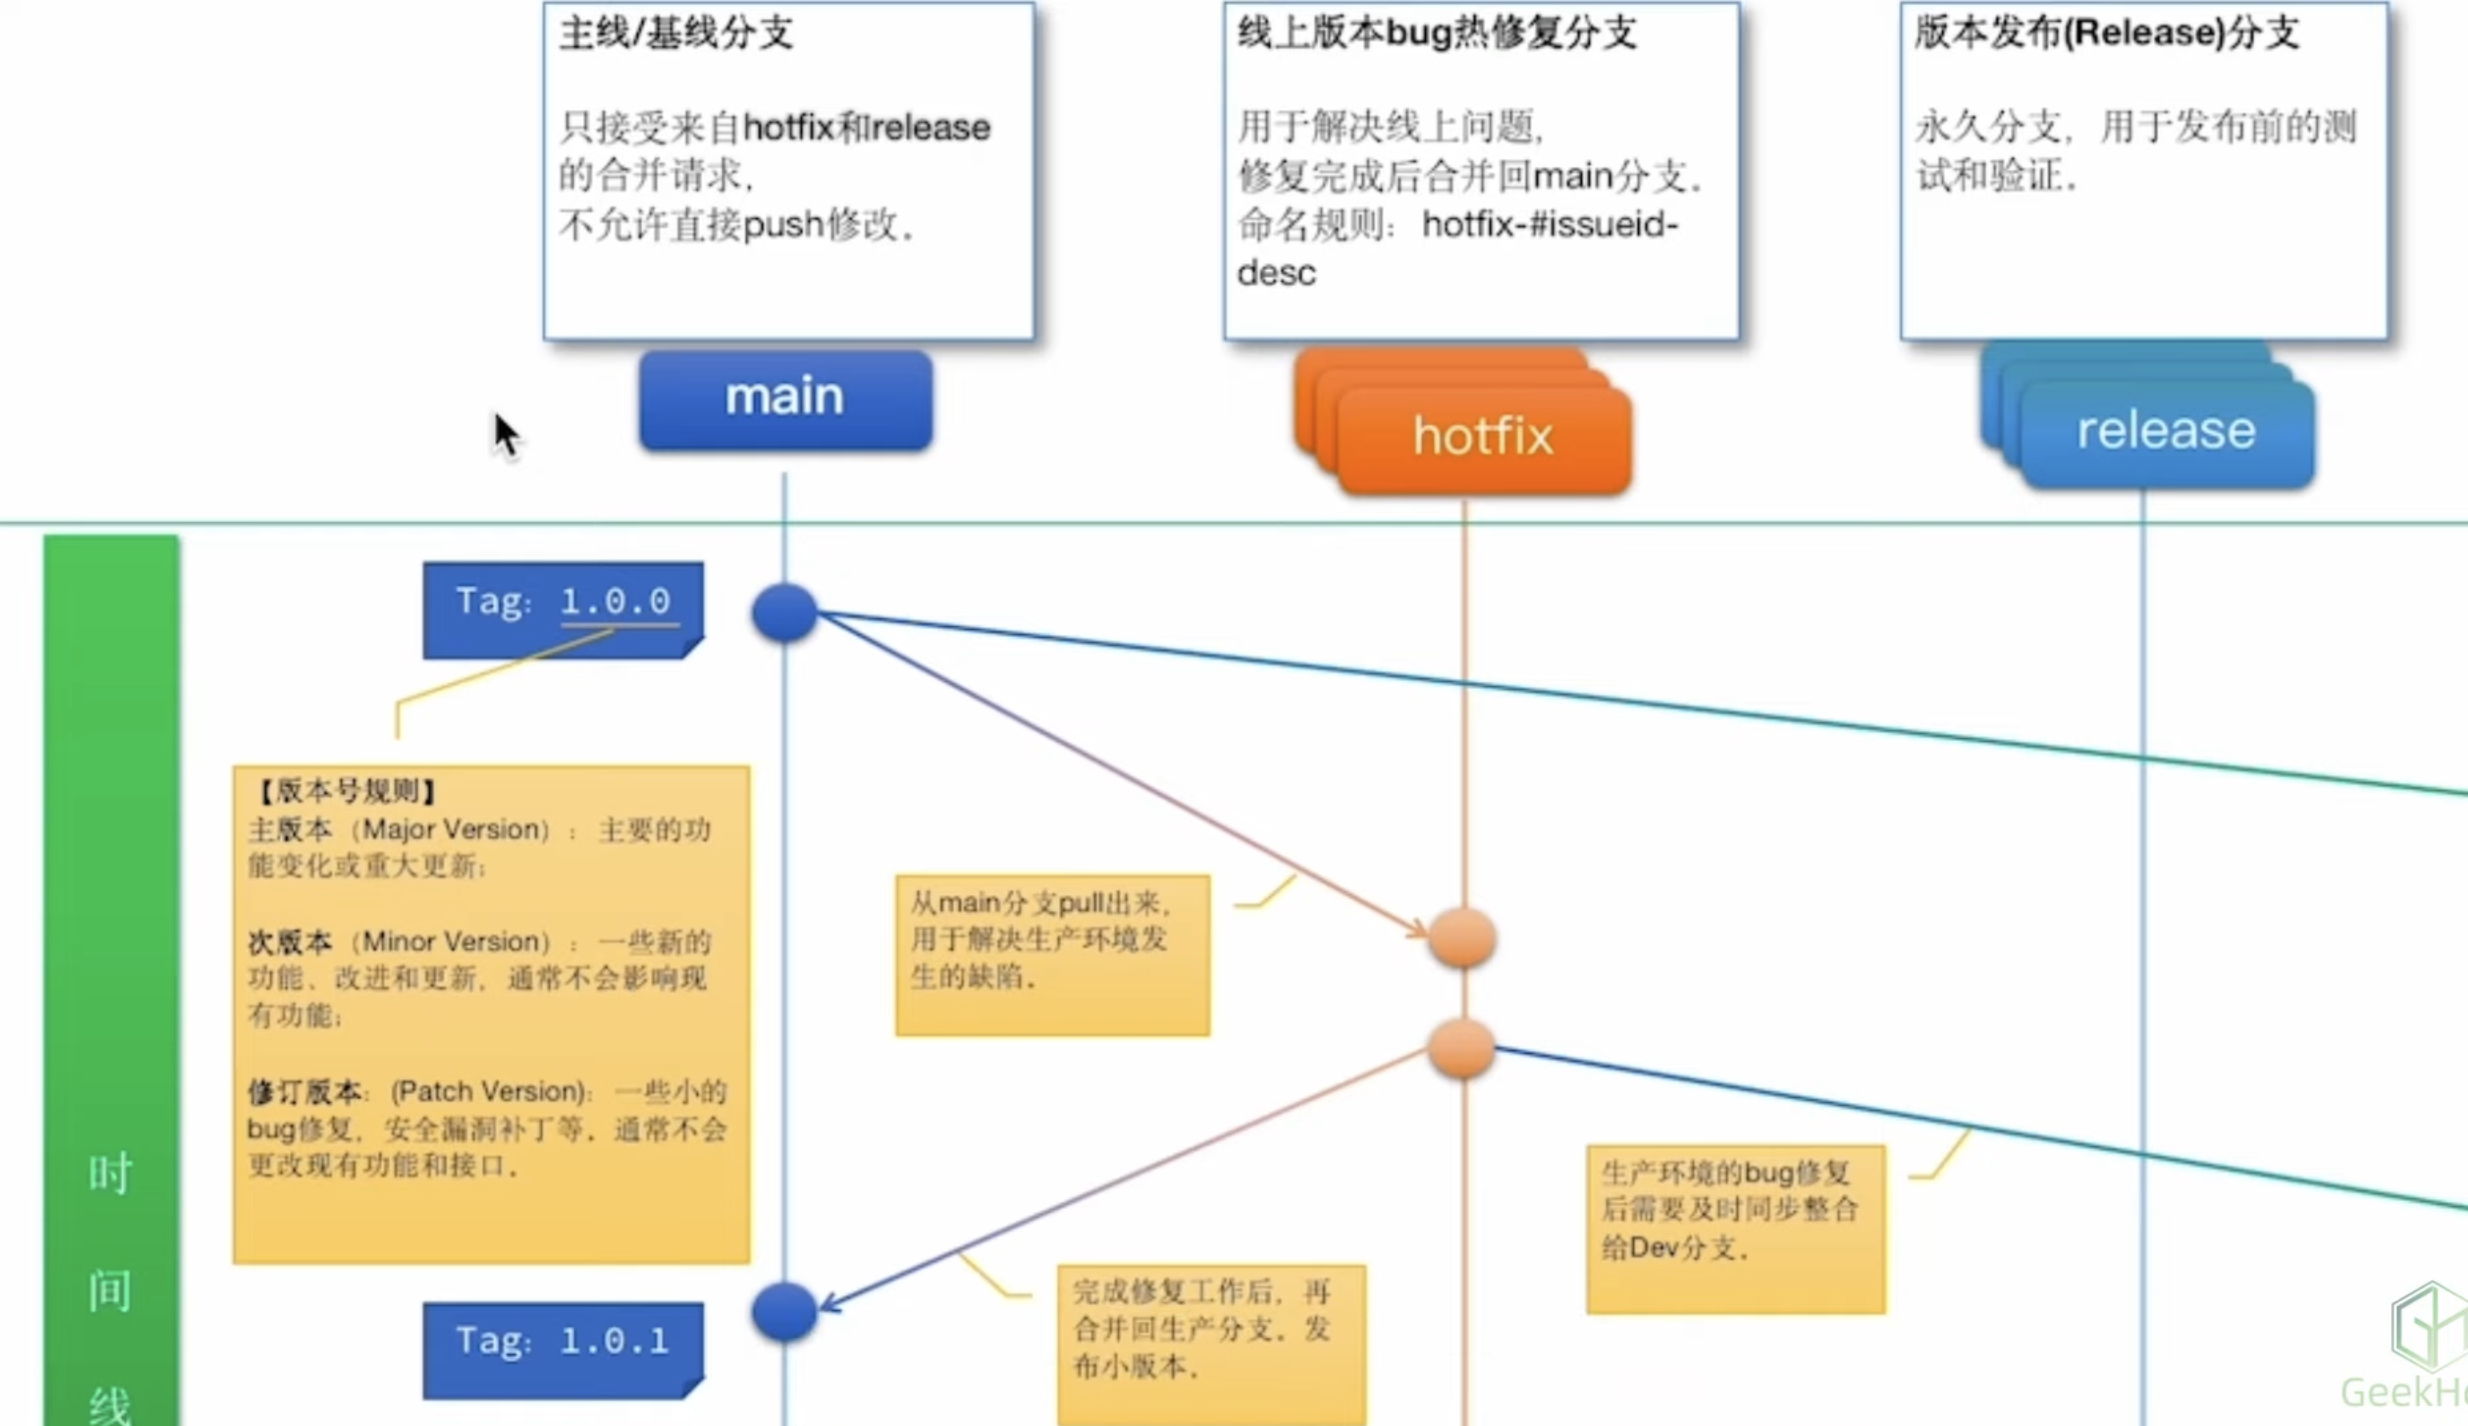 主线/基线分支
只接受来自hotfix和release
的合并请求，
不允许直接push修改。
main
线上版本bug热修复分支
用于解决线上问题，
修复完成后合并回main分支。
命名规则：hotfix-#issueid-
desc
hotfix
版本发布(Release)分支
永久分支，用于发布前的测
试和验证。
release
Tag: 1.0.0
【版本号规则】
主版本（Major Version）：主要的功
能变化或重大更新；
次版本（Minor Version）：一些新的
功能、改进和更新，通常不会影响现
有功能；
修订版本：(Patch Version)：一些小的
bug修复，安全漏洞补丁等。通常不会
更改现有功能和接口。
从main分支pull出来，
用于解决生产环境发
生的缺陷。
生产环境的bug修复
后需要及时同步整合
给Dev分支。
完成修复工作后，再
合并回生产分支。发
布小版本。
Tag: 1.0.1
时
间
线